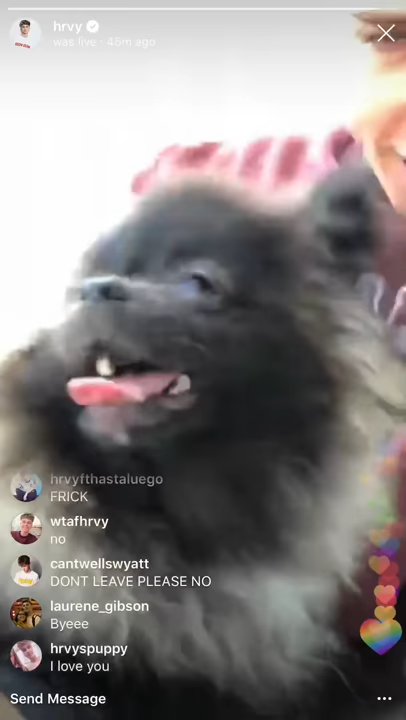 hrvy
was live · 45m ago
hrvyfthastaluego
FRICK
wtafhrvy
no
cantwellswyatt
DONT LEAVE PLEASE NO
laurene_gibson
Byeee
hrvyspuppy
I love you
Send Message